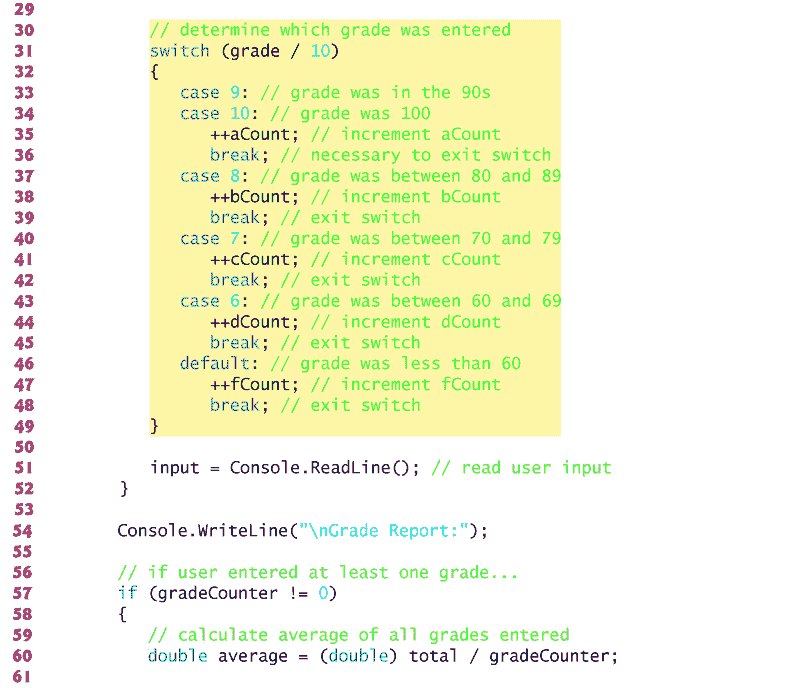 29
30 // determine which grade was entered
31 switch (grade / 10)
32 {
33 case 9: // grade was in the 90s
34 case 10: // grade was 100
35 ++aCount; // increment aCount
36 break; // necessary to exit switch
37 case 8: // grade was between 80 and 89
38 ++bCount; // increment bCount
39 break; // exit switch
40 case 7: // grade was between 70 and 79
41 ++cCount; // increment cCount
42 break; // exit switch
43 case 6: // grade was between 60 and 69
44 ++dCount; // increment dCount
45 break; // exit switch
46 default: // grade was less than 60
47 ++fCount; // increment fCount
48 break; // exit switch
49 }
50
51 input = Console.ReadLine(); // read user input
52 }
53
54 Console.WriteLine("\nGrade Report:");
55
56 // if user entered at least one grade...
57 if (gradeCounter != 0)
58 {
59 // calculate average of all grades entered
60 double average = (double) total / gradeCounter;
61